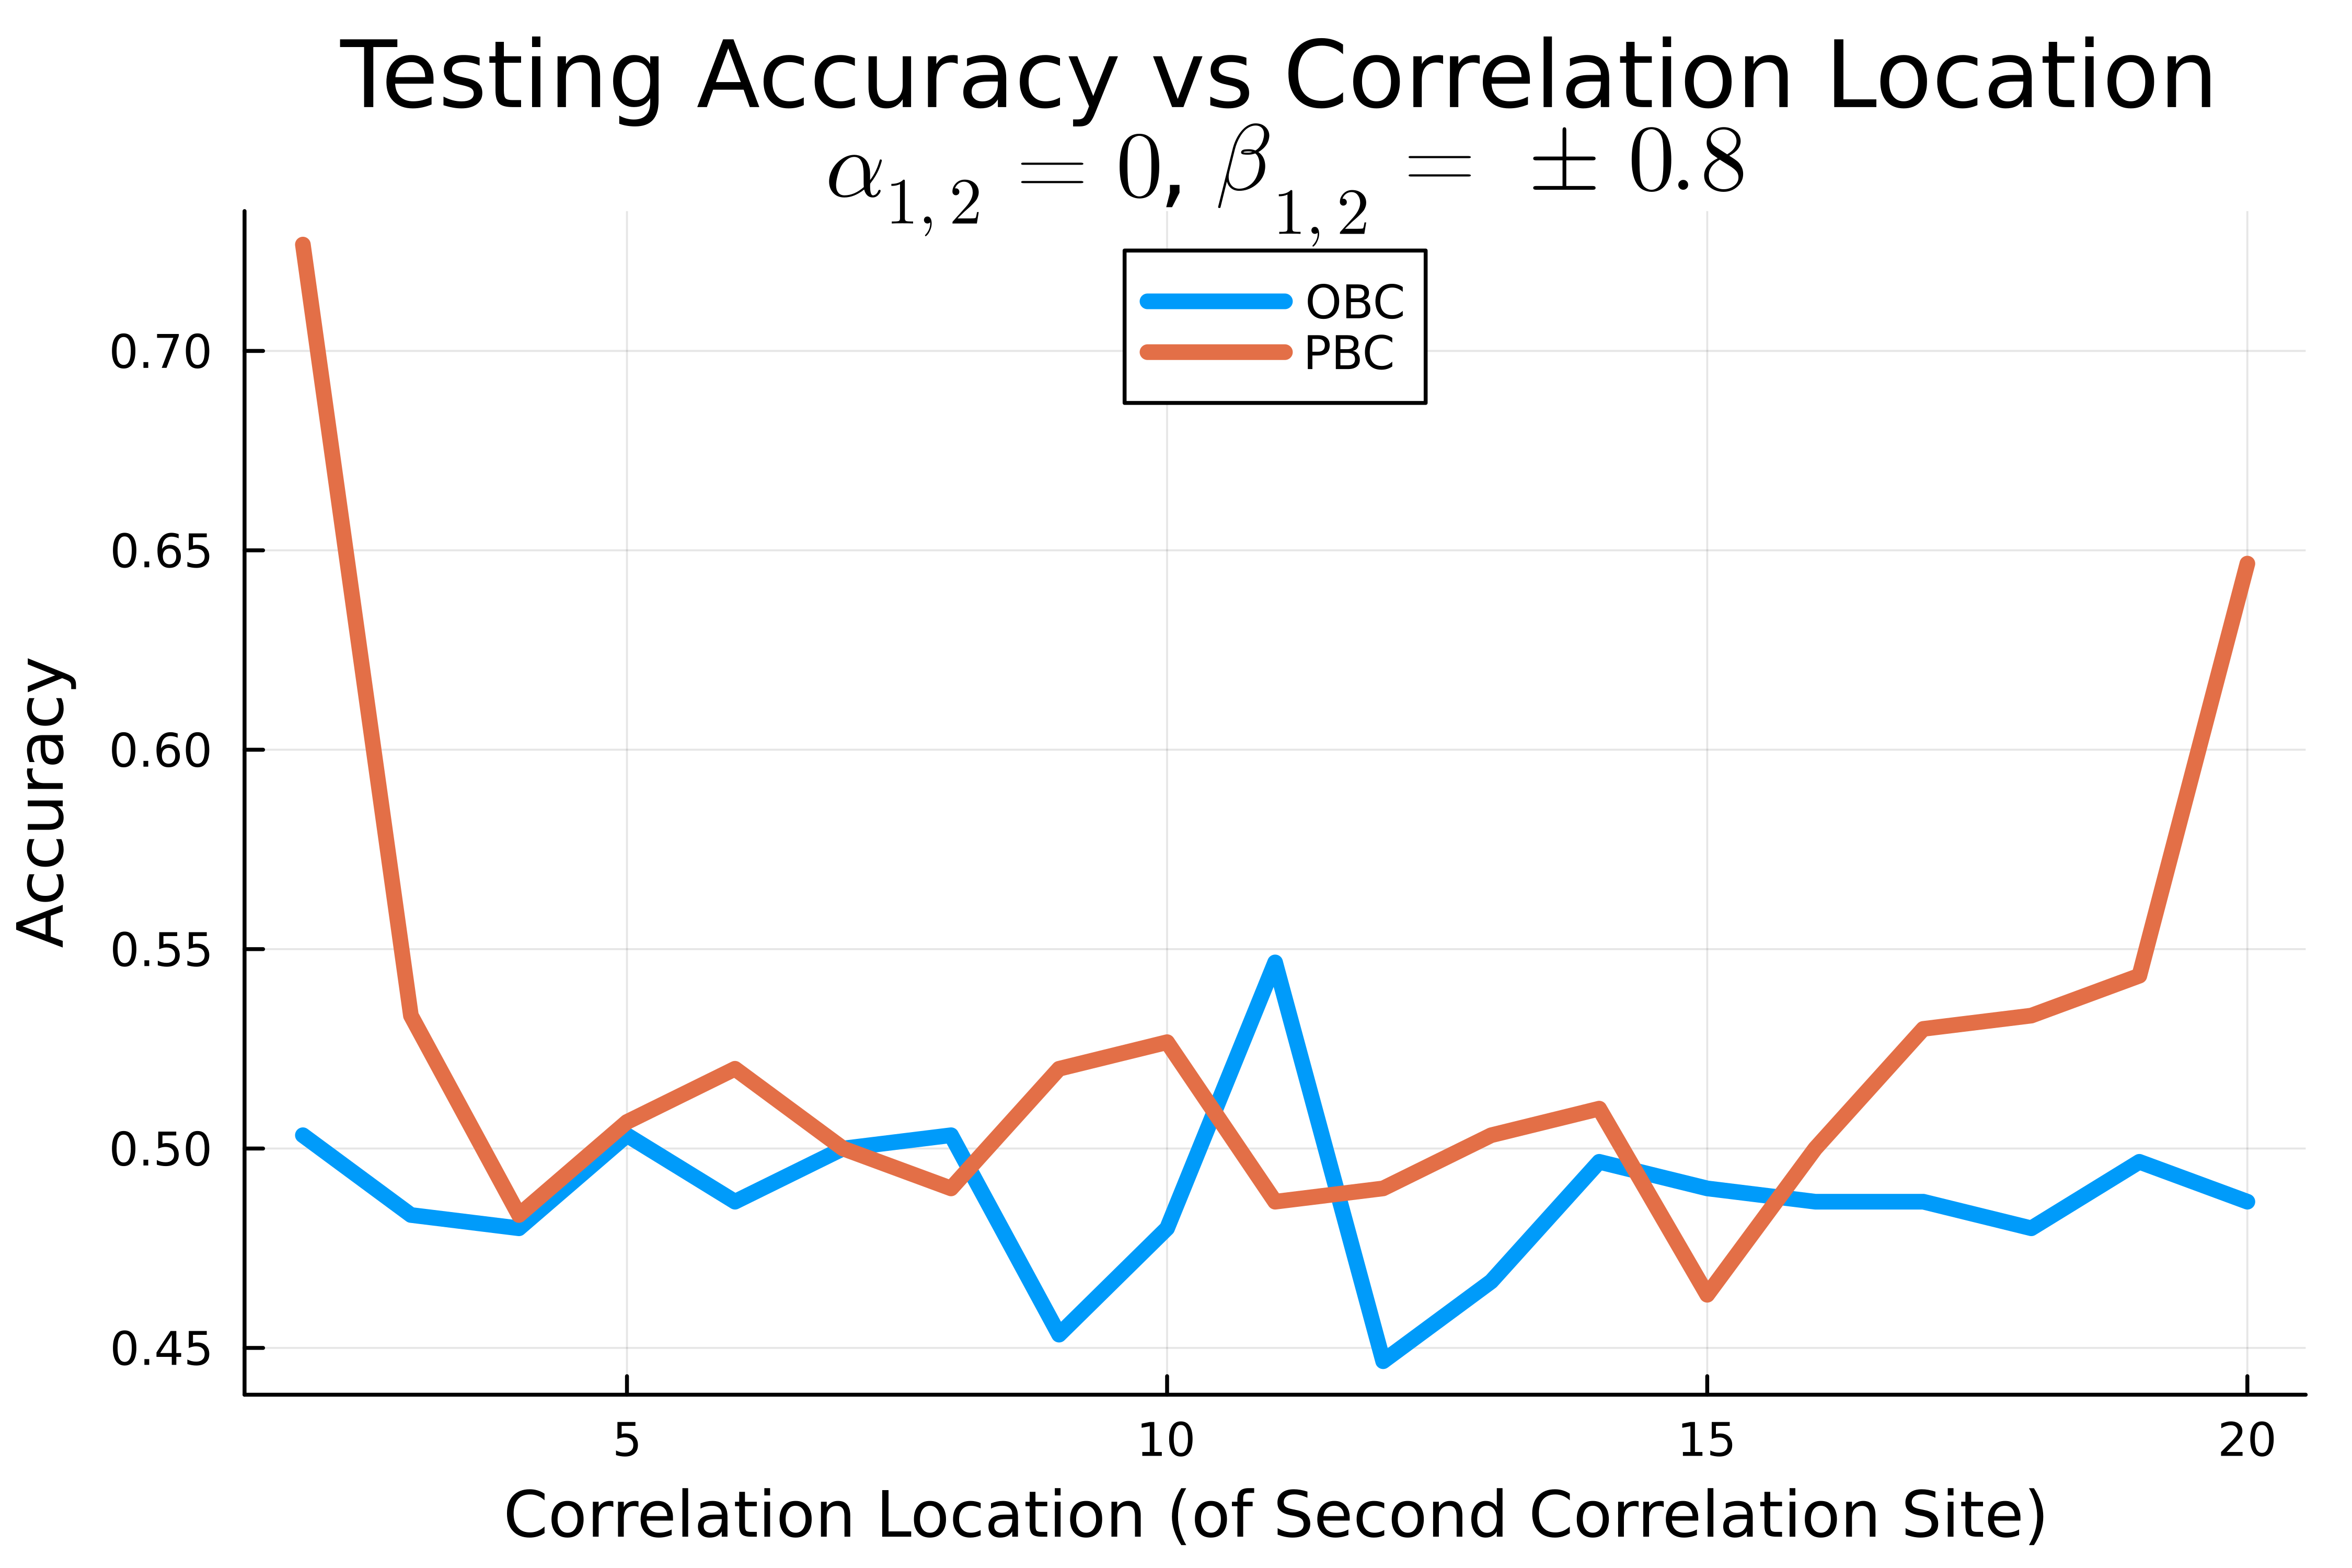 Testing Accuracy vs Correlation Location
α₁,₂ = 0, β₁,₂ = ± 0.8
OBC
PBC
0.70
0.65
0.60
0.55
0.50
0.45
Accuracy
5 10 15 20
Correlation Location (of Second Correlation Site)